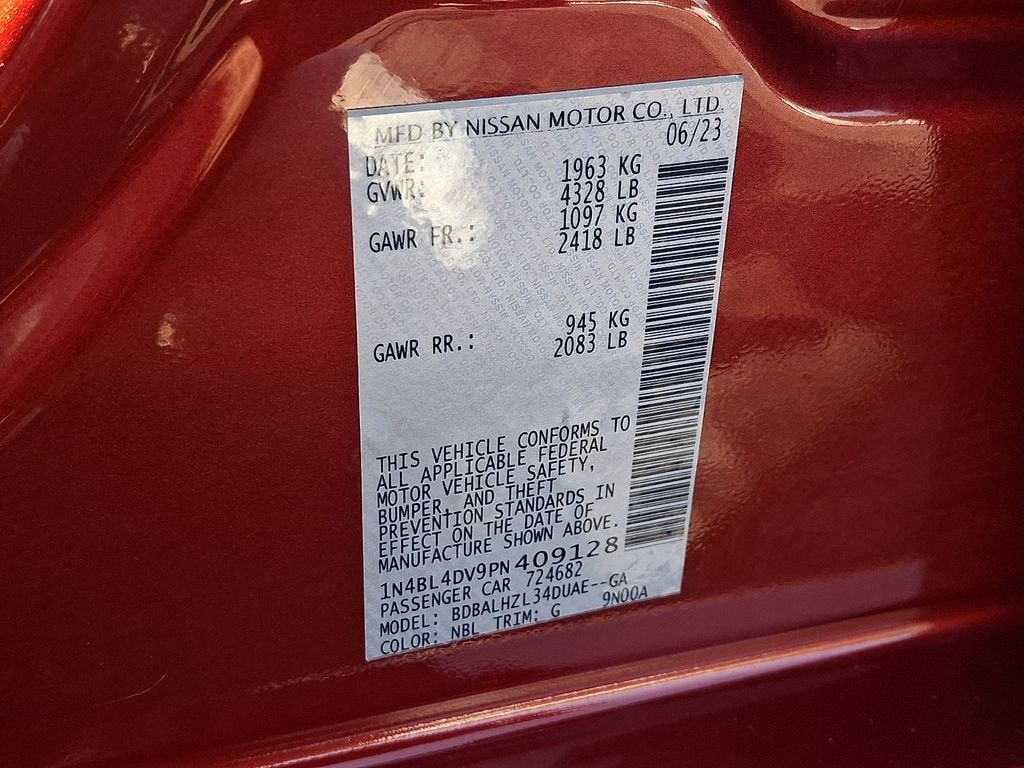 MFD BY NISSAN MOTOR CO., LTD.
06/23
DATE: 1963 KG
GVWR: 4328 LB
1097 KG
GAWR FR.: 2418 LB
945 KG
GAWR RR.: 2083 LB
THIS VEHICLE CONFORMS TO
ALL APPLICABLE FEDERAL
MOTOR VEHICLE SAFETY,
BUMPER, AND THEFT
PREVENTION STANDARDS IN
EFFECT ON THE DATE OF
MANUFACTURE SHOWN ABOVE.
1N4BL4DV9PN409128
PASSENGER CAR 724682
MODEL: BDBALHZL34DUAE--GA
COLOR: NBL TRIM: G 9N00A